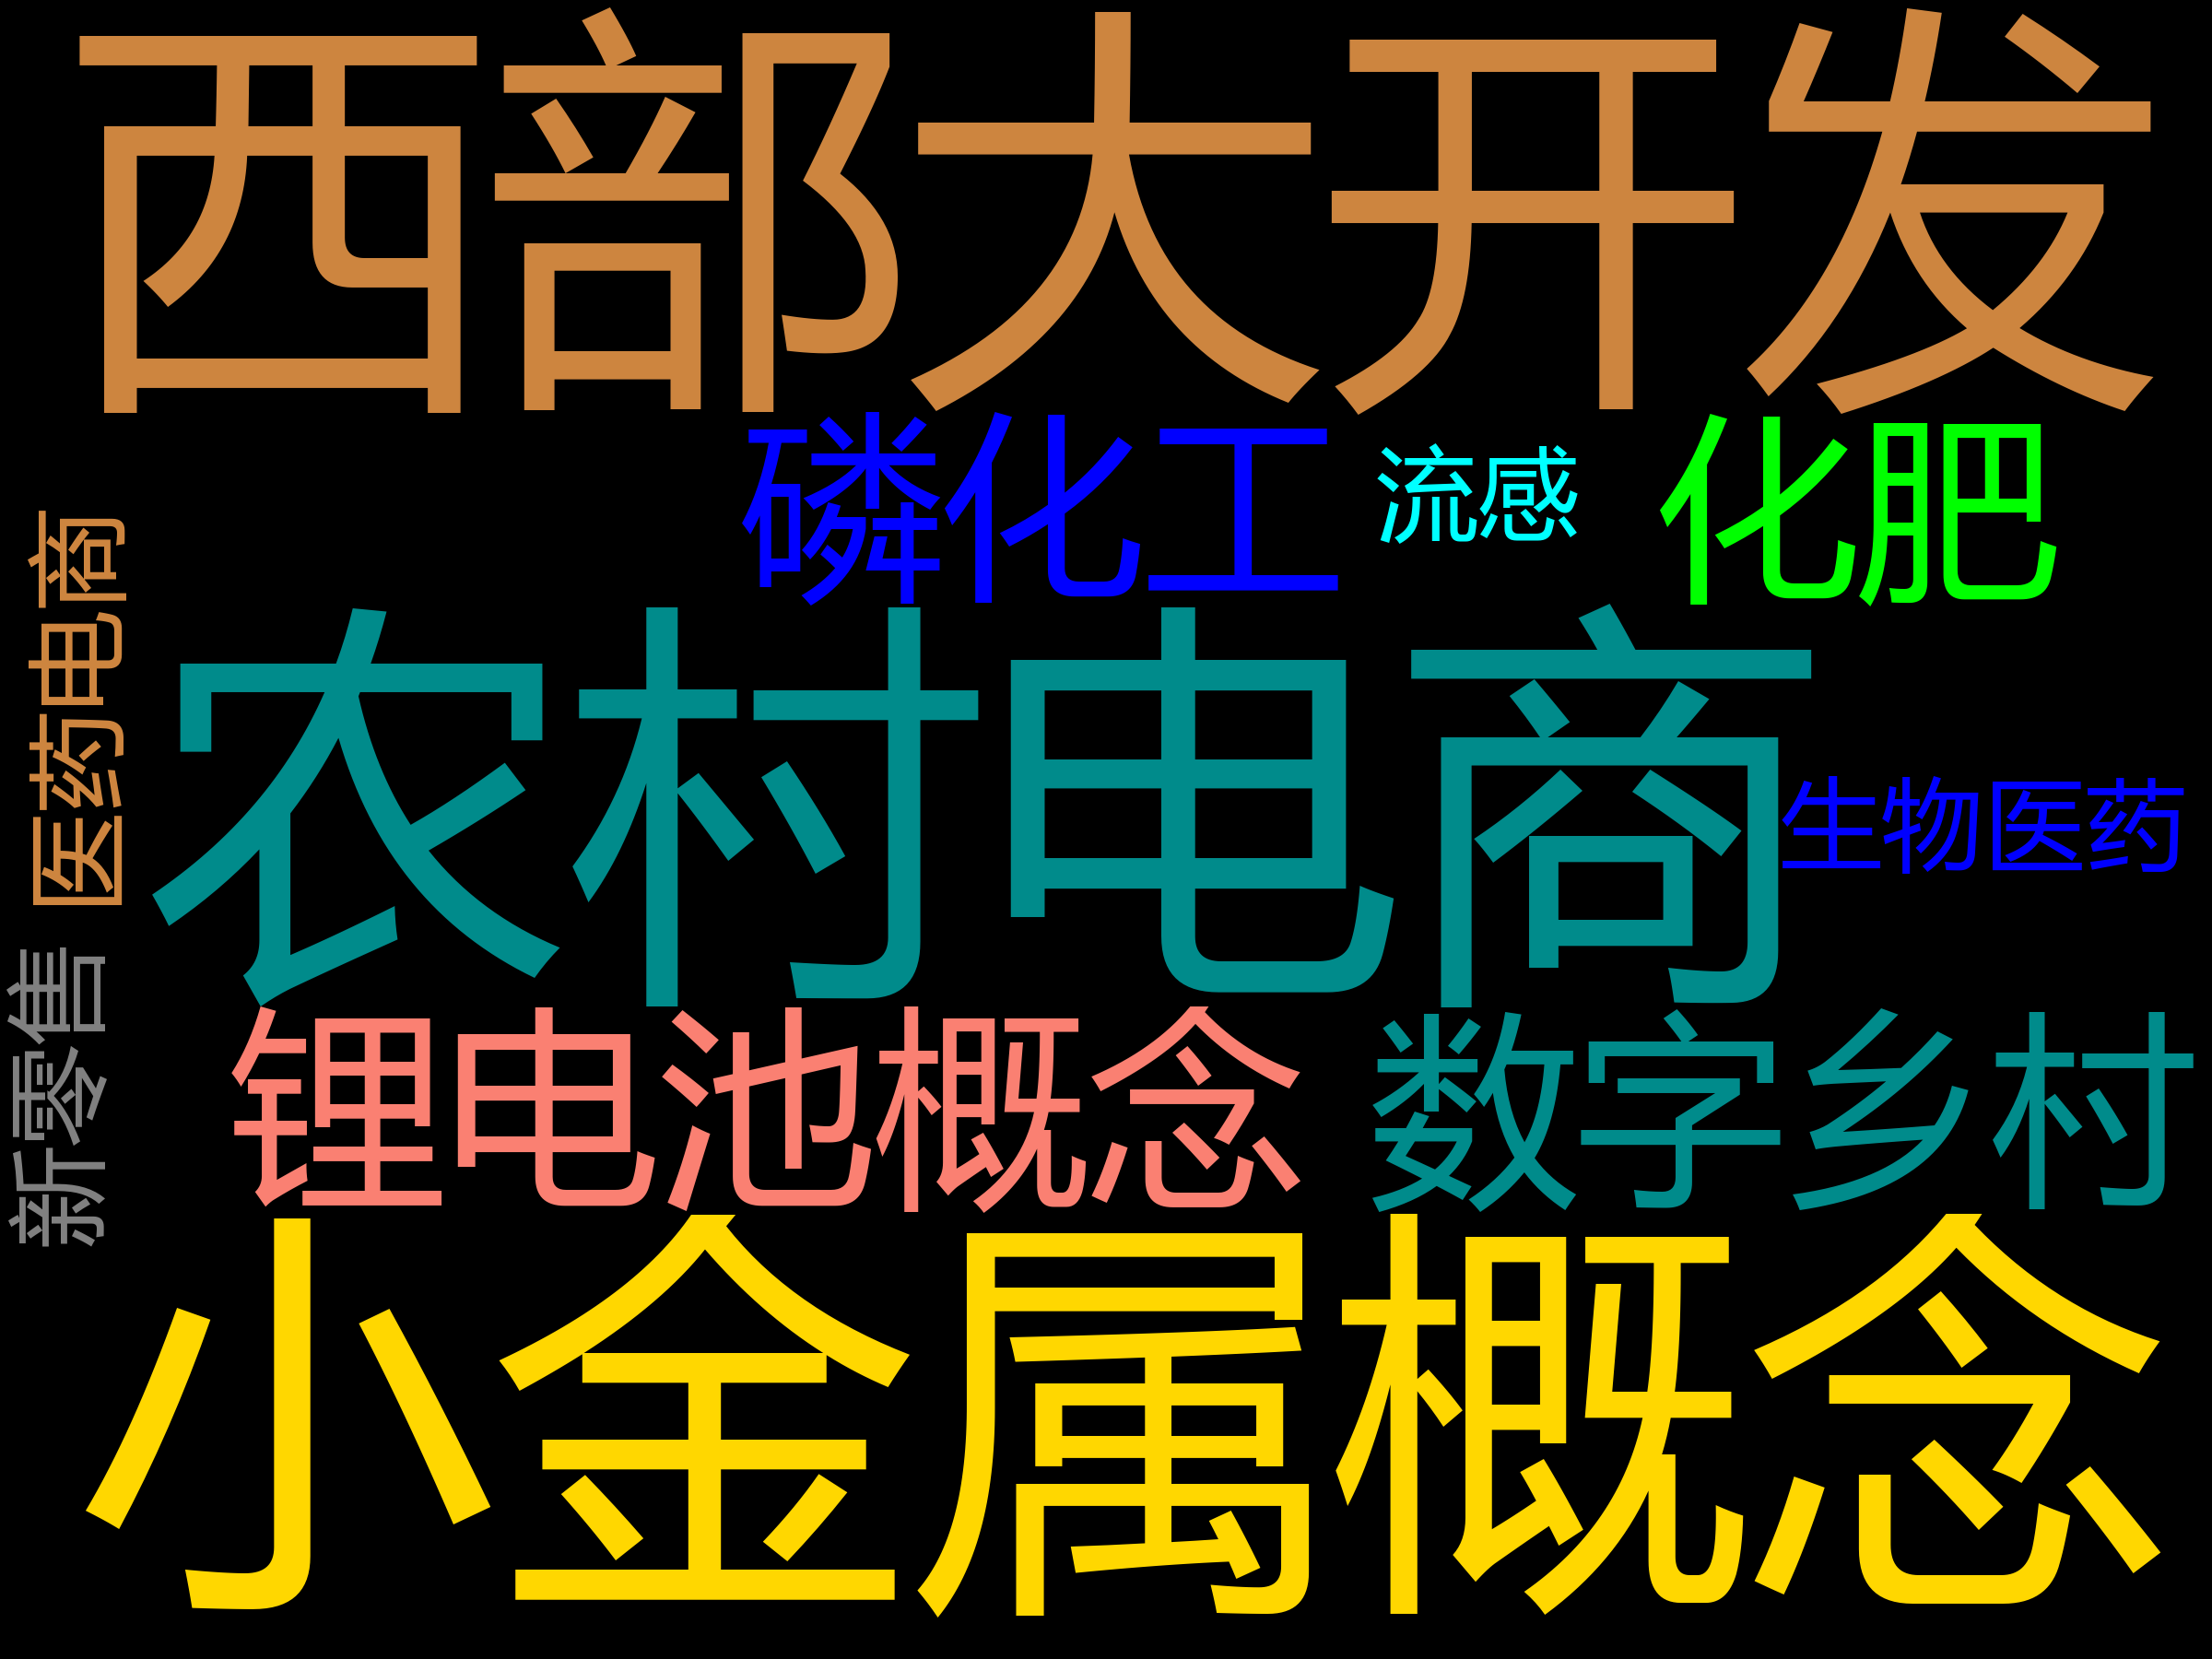 西部大开发
磷化工
流感
化肥
医药电商
农村电商
生物医药
新零售
锂电池概念
数字乡村
小金属概念